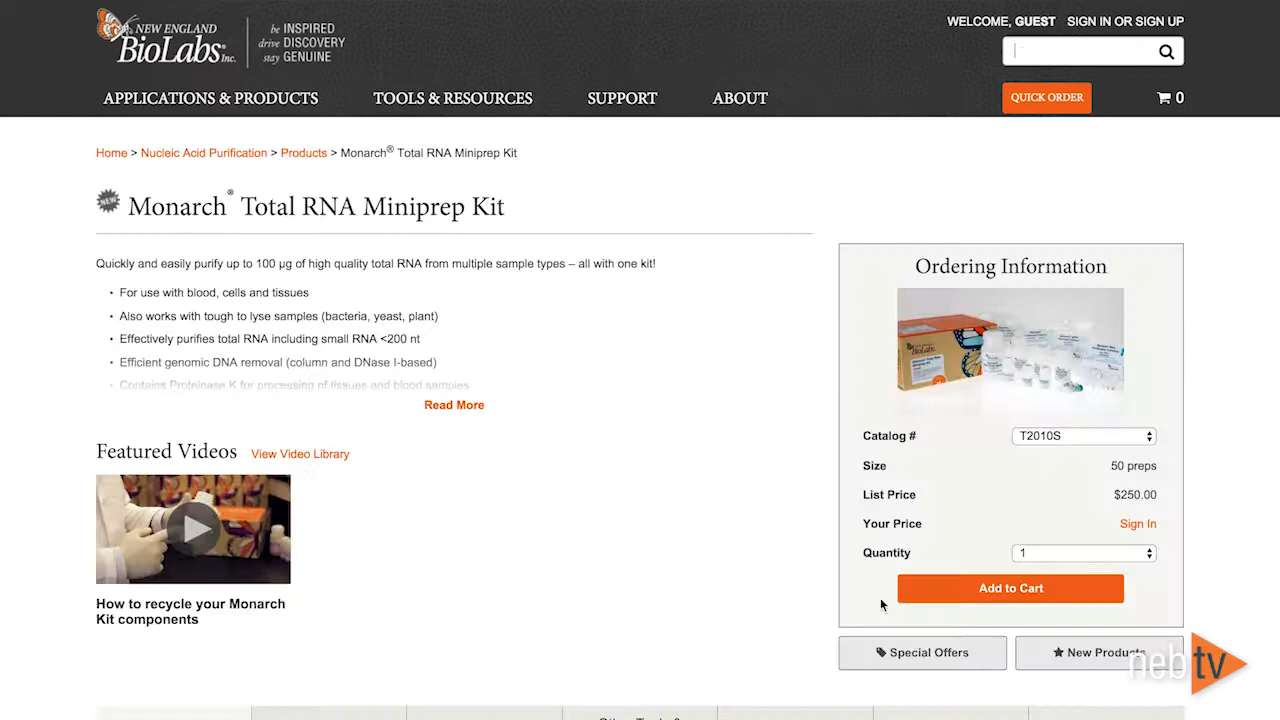 NEW ENGLAND
BioLabs Inc.
be INSPIRED
drive DISCOVERY
stay GENUINE
WELCOME, GUEST SIGN IN OR SIGN UP
APPLICATIONS & PRODUCTS TOOLS & RESOURCES SUPPORT ABOUT
QUICK ORDER 0
Home > Nucleic Acid Purification > Products > Monarch® Total RNA Miniprep Kit
NEW
Monarch® Total RNA Miniprep Kit
Quickly and easily purify up to 100 µg of high quality total RNA from multiple sample types – all with one kit!
• For use with blood, cells and tissues
• Also works with tough to lyse samples (bacteria, yeast, plant)
• Effectively purifies total RNA including small RNA <200 nt
• Efficient genomic DNA removal (column and DNase I-based)
• Contains Proteinase K for processing of tissues and blood samples
Read More
Featured Videos View Video Library
How to recycle your Monarch
Kit components
Ordering Information
BioLabs
Catalog # T2010S
Size 50 preps
List Price $250.00
Your Price Sign In
Quantity 1
Add to Cart
Special Offers New Products
neb tv